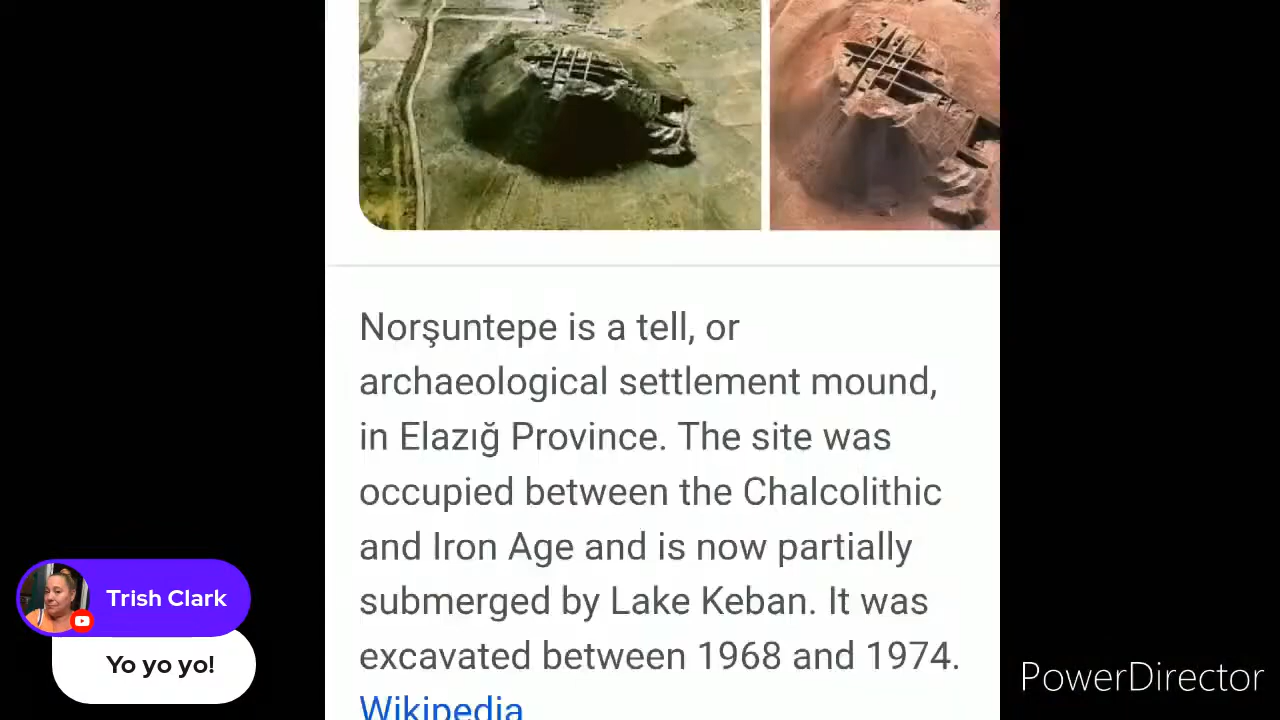 Norşuntepe is a tell, or
archaeological settlement mound,
in Elazığ Province. The site was
occupied between the Chalcolithic
and Iron Age and is now partially
submerged by Lake Keban. It was
excavated between 1968 and 1974.
Wikipedia
Trish Clark
Yo yo yo!
PowerDirector